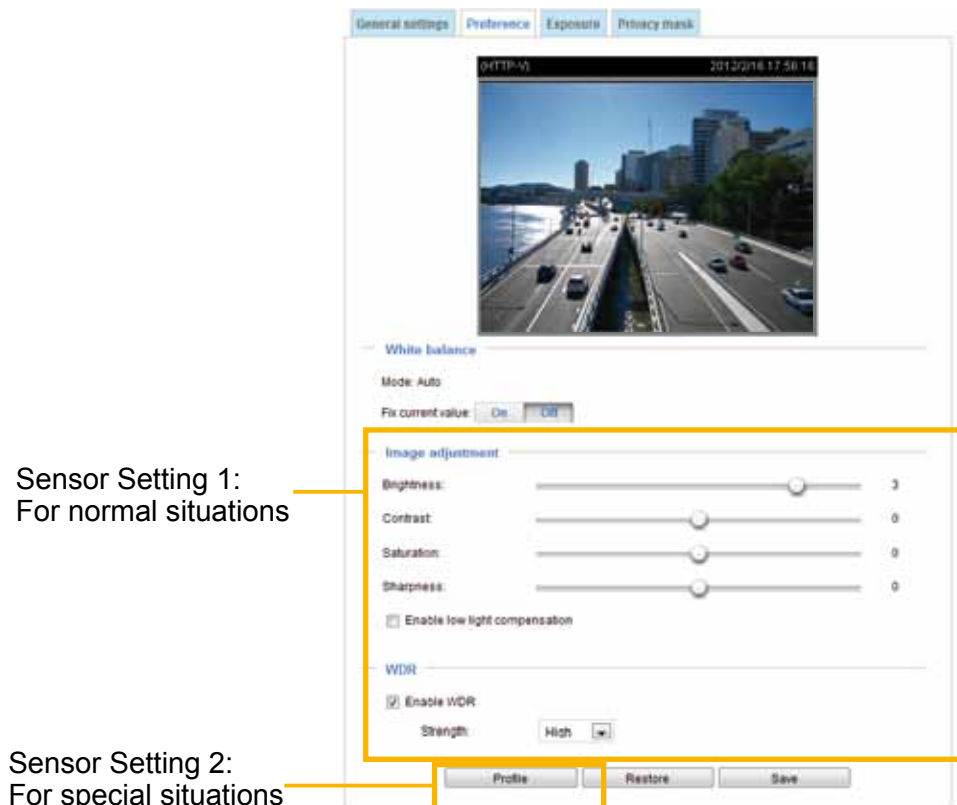 General settings Preference Exposure Privacy mask
(HTTP-V) 2012/2/16 17:56:16
White balance
Mode: Auto
Fix current value: On Off
Image adjustment
Brightness: 3
Contrast: 0
Saturation: 0
Sharpness: 0
Enable low light compensation
WDR
Enable WDR
Strength: High
Profile Restore Save
Sensor Setting 1:
For normal situations
Sensor Setting 2:
For special situations